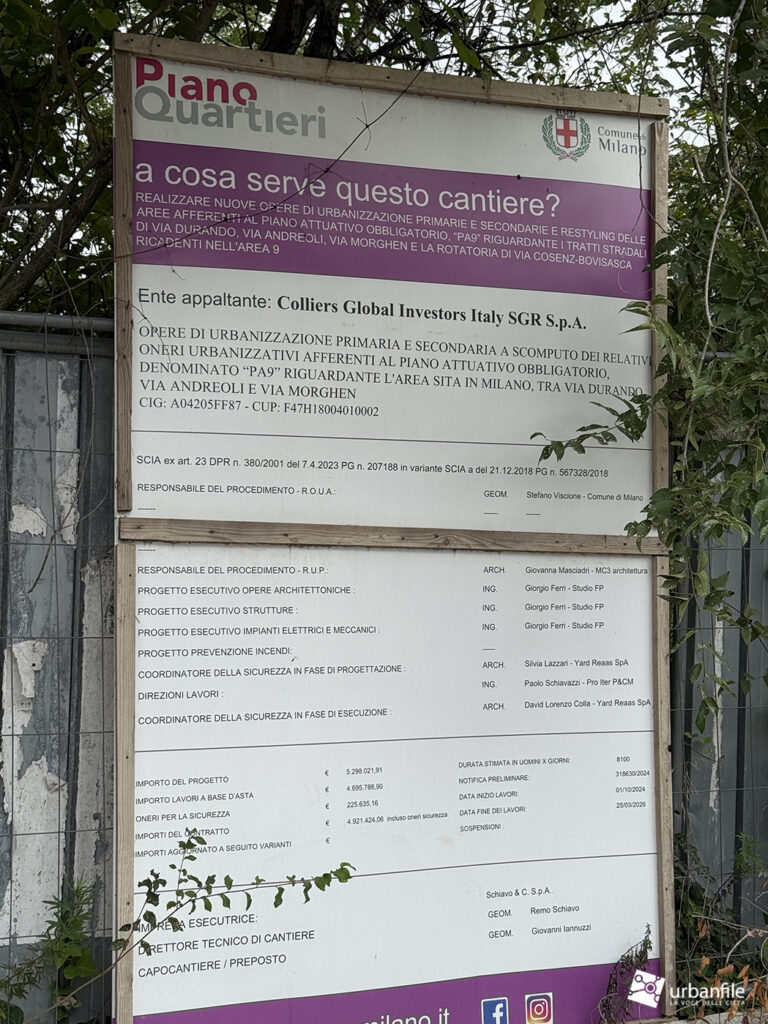 Piano
Quartieri
Comune di
Milano
a cosa serve questo cantiere?
REALIZZARE NUOVE OPERE DI URBANIZZAZIONE PRIMARIE E SECONDARIE E RESTYLING DELLE
AREE AFFERENTI AL PIANO ATTUATIVO OBBLIGATORIO, "PA9" RIGUARDANTE I TRATTI STRADALI
DI VIA DURANDO, VIA ANDREOLI, VIA MORGHEN E LA ROTATORIA DI VIA COSENZ-BOVISASCA
RICADENTI NELL'AREA 9
Ente appaltante: Colliers Global Investors Italy SGR S.p.A.
OPERE DI URBANIZZAZIONE PRIMARIA E SECONDARIA A SCOMPUTO DEI RELATIVI
ONERI URBANIZZATIVI AFFERENTI AL PIANO ATTUATIVO OBBLIGATORIO,
DENOMINATO "PA9" RIGUARDANTE L'AREA SITA IN MILANO, TRA VIA DURANDO,
VIA ANDREOLI E VIA MORGHEN
CIG: A04205FF87 - CUP: F47H18004010002
SCIA ex art. 23 DPR n. 380/2001 del 7.4.2023 PG n. 207188 in variante SCIA a del 21.12.2018 PG n. 567328/2018
RESPONSABILE DEL PROCEDIMENTO - R.O.U.A.: GEOM. Stefano Viscione - Comune di Milano
------ ------ ------
------
RESPONSABILE DEL PROCEDIMENTO - R.U.P.: ARCH. Giovanna Masciadri - MC3 architettura
PROGETTO ESECUTIVO OPERE ARCHITETTONICHE : ING. Giorgio Ferri - Studio FP
PROGETTO ESECUTIVO STRUTTURE : ING. Giorgio Ferri - Studio FP
PROGETTO ESECUTIVO IMPIANTI ELETTRICI E MECCANICI : ING. Giorgio Ferri - Studio FP
PROGETTO PREVENZIONE INCENDI: ----
COORDINATORE DELLA SICUREZZA IN FASE DI PROGETTAZIONE : ARCH. Silvia Lazzari - Yard Reaas SpA
DIREZIONI LAVORI : ING. Paolo Schiavazzi - Pro Iter P&CM
COORDINATORE DELLA SICUREZZA IN FASE DI ESECUZIONE : ARCH. David Lorenzo Colla - Yard Reaas SpA
IMPORTO DEL PROGETTO € 5.298.021,91
IMPORTO LAVORI A BASE D'ASTA € 4.695.788,90
ONERI PER LA SICUREZZA € 225.635,16
IMPORTI DEL CONTRATTO € 4.921.424,06 incluso oneri sicurezza
IMPORTI AGGIORNATO A SEGUITO VARIANTI €
DURATA STIMATA IN UOMINI X GIORNI: 8100
NOTIFICA PRELIMINARE: 318630/2024
DATA INIZIO LAVORI: 01/10/2024
DATA FINE DEI LAVORI: 25/03/2026
SOSPENSIONI :
IMPRESA ESECUTRICE: Schiavo & C. S.p.A.
DIRETTORE TECNICO DI CANTIERE GEOM. Remo Schiavo
CAPOCANTIERE / PREPOSTO GEOM. Giovanni Iannuzzi
milano.it
urbanfile
LA VOCE DELLE CITTÀ